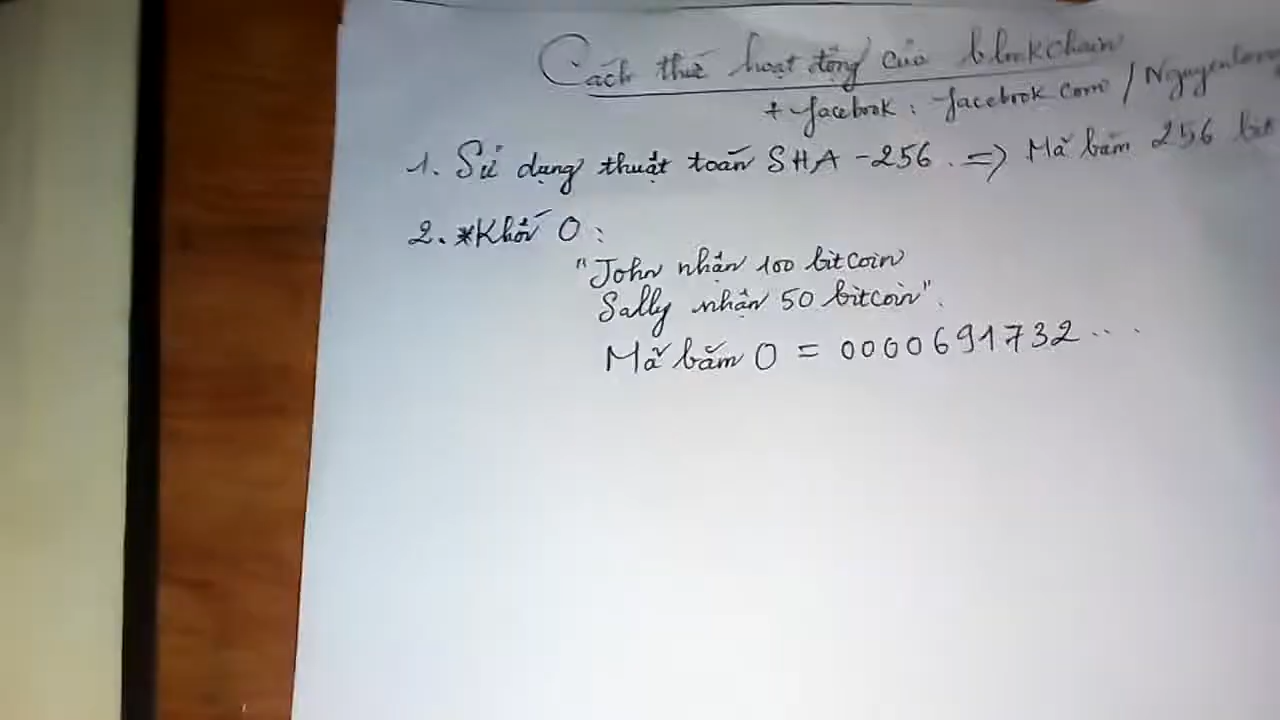 Cách thức hoạt động của blockchain
+ facebook: facebook.com/
1. Sử dụng thuật toán SHA-256. => Mã băm 256 bit
2. *Khối 0:
"John nhận 100 bitcoin
Sally nhận 50 bitcoin".
Mã băm 0 = 0000691732....